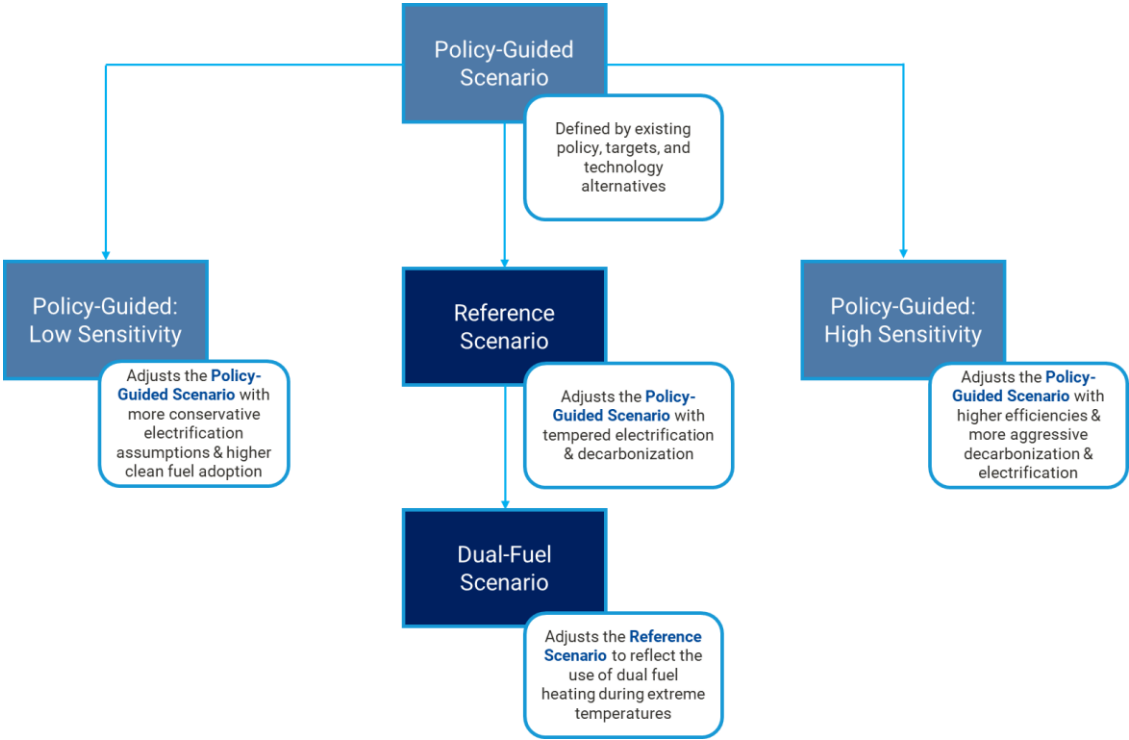 Policy-Guided
Scenario
Defined by existing
policy, targets, and
technology
alternatives
Policy-Guided:
Low Sensitivity
Adjusts the Policy-
Guided Scenario with
more conservative
electrification
assumptions & higher
clean fuel adoption
Reference
Scenario
Adjusts the Policy-
Guided Scenario with
tempered electrification
& decarbonization
Policy-Guided:
High Sensitivity
Adjusts the Policy-
Guided Scenario with
higher efficiencies &
more aggressive
decarbonization &
electrification
Dual-Fuel
Scenario
Adjusts the Reference
Scenario to reflect the
use of dual fuel
heating during extreme
temperatures